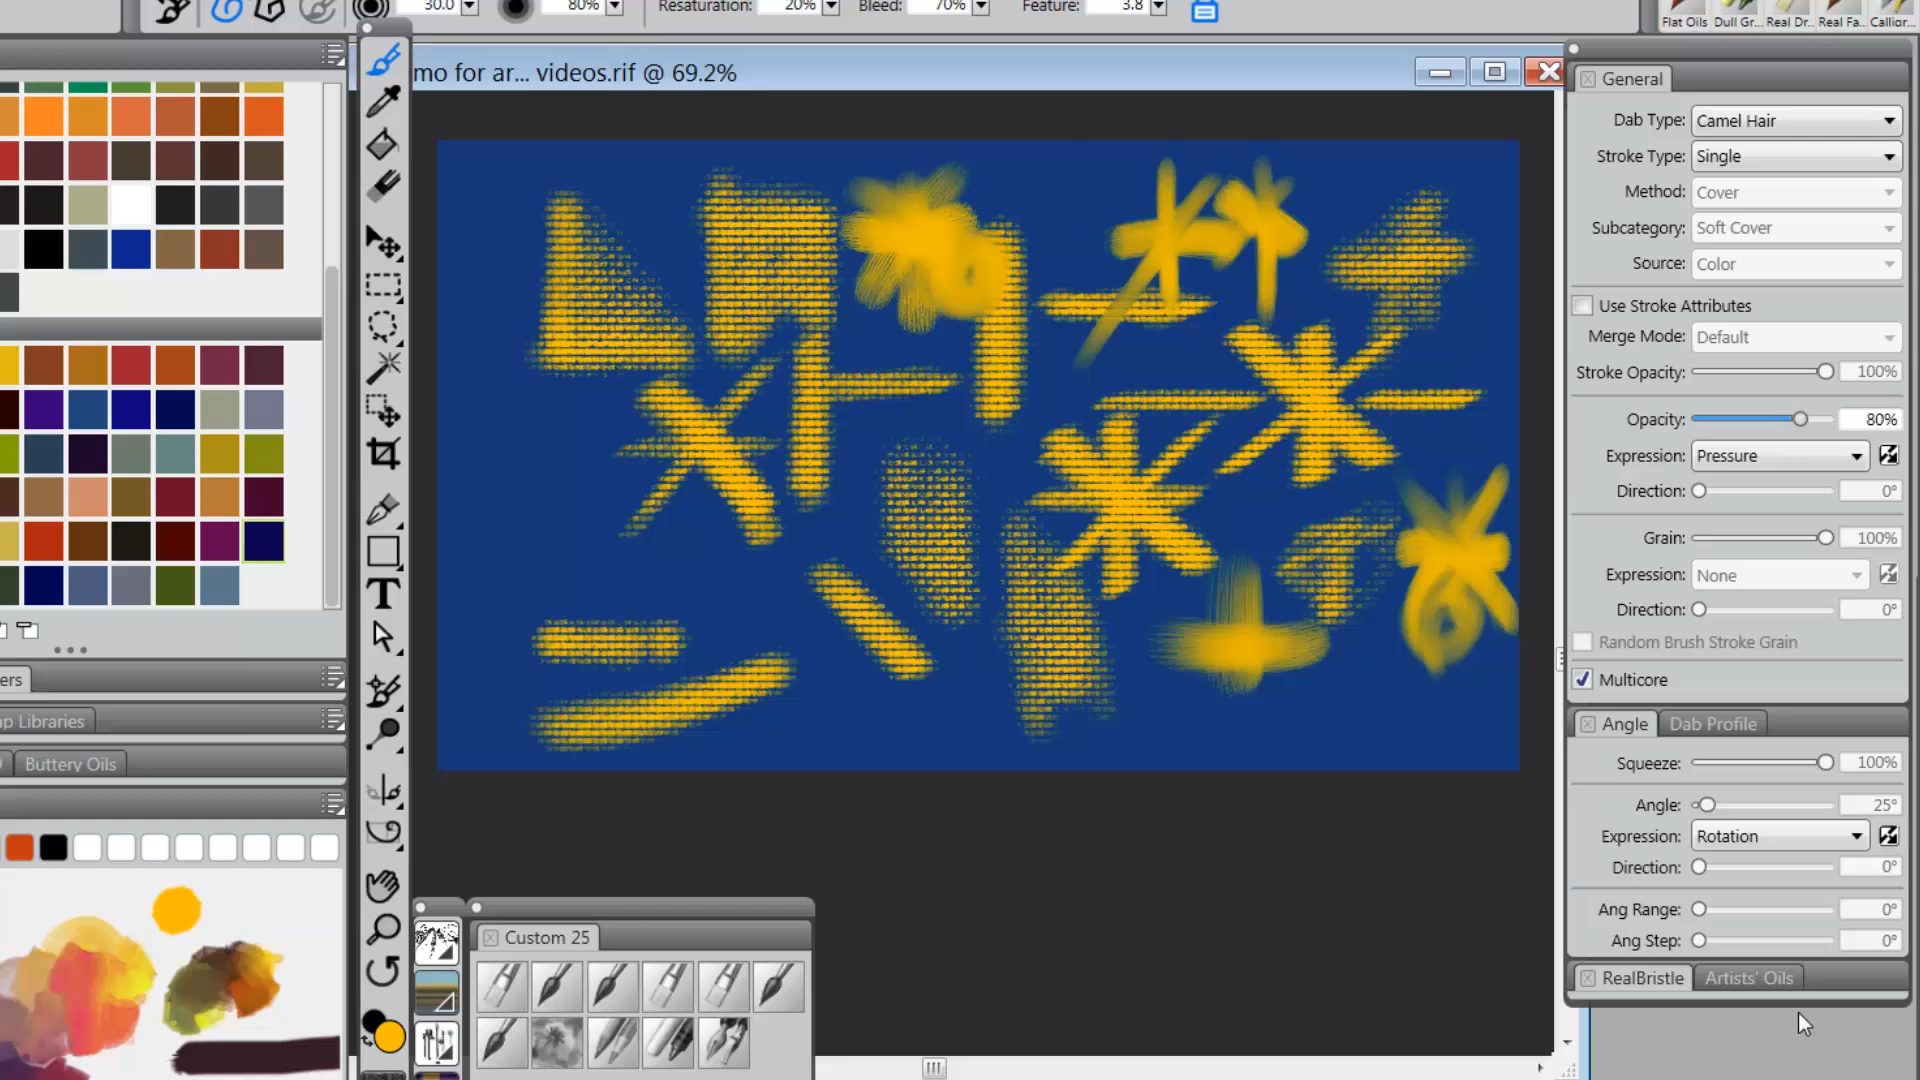 30.0 80% Resaturation: 20% Bleed: 70% Feature: 3.8
Flat Oils Dull Gr... Real Dr... Real Fa... Calligr...
mo for ar... videos.rif @ 69.2%
General
Dab Type: Camel Hair
Stroke Type: Single
Method: Cover
Subcategory: Soft Cover
Source: Color
Use Stroke Attributes
Merge Mode: Default
Stroke Opacity: 100%
Opacity: 80%
Expression: Pressure
Direction: 0°
Grain: 100%
Expression: None
Direction: 0°
Random Brush Stroke Grain
Multicore
Angle Dab Profile
Squeeze: 100%
Angle: 25°
Expression: Rotation
Direction: 0°
Ang Range: 0°
Ang Step: 0°
RealBristle Artists' Oils
ers
ap Libraries
Buttery Oils
T
Custom 25